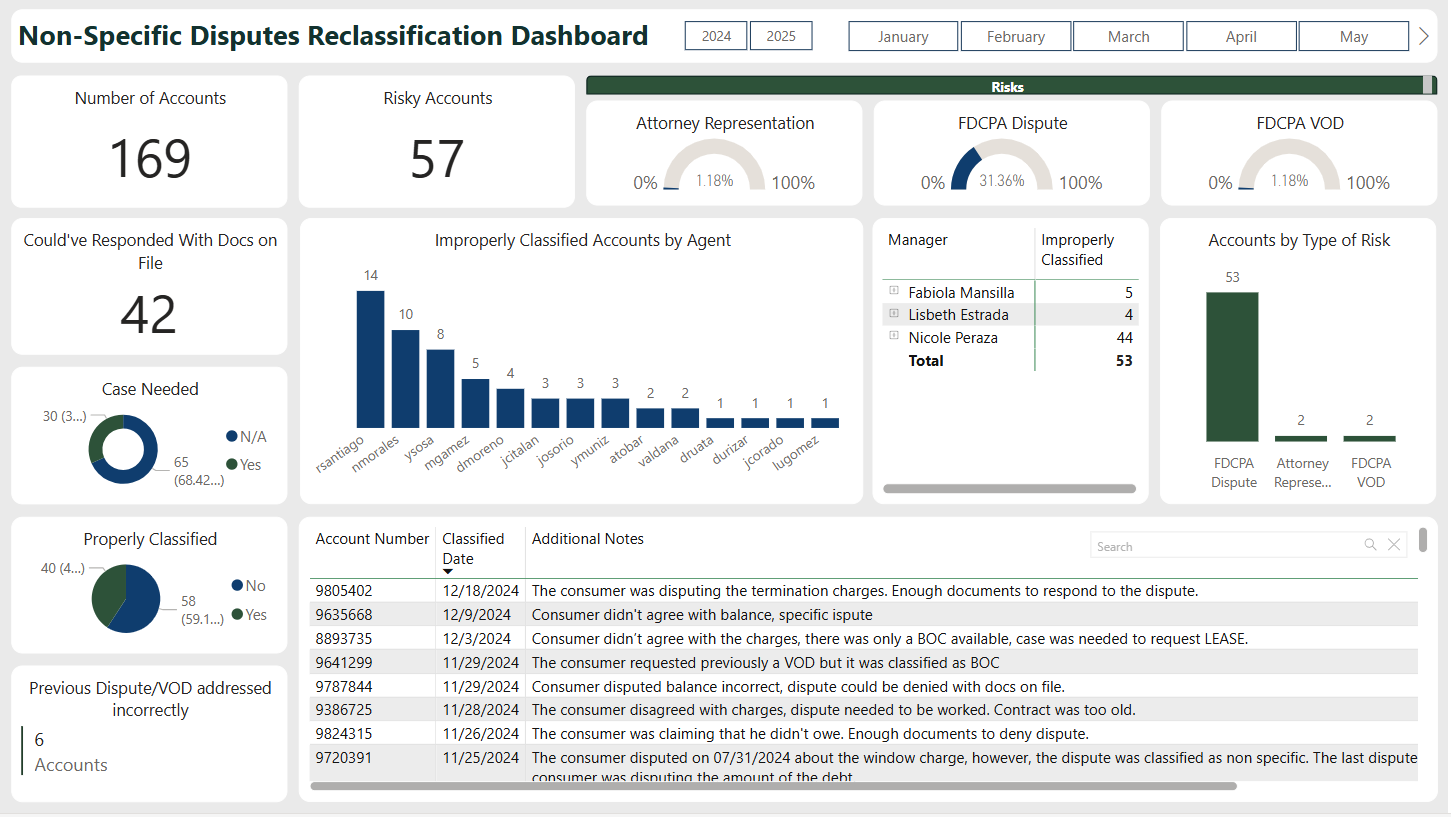 Non-Specific Disputes Reclassification Dashboard
2024
2025
January
February
March
April
May
Number of Accounts
169
Risky Accounts
57
Risks
Attorney Representation
0%
1.18%
100%
FDCPA Dispute
0%
31.36%
100%
FDCPA VOD
0%
1.18%
100%
Could've Responded With Docs on
File
42
Improperly Classified Accounts by Agent
14
10
8
5
4
3
3
3
2
2
1
1
1
1
rsantiago
nmorales
ysosa
mgamez
dmoreno
jcitalan
josorio
ymuniz
atobar
valdana
druata
durizar
jcorado
lugomez
Manager
Improperly
Classified
Fabiola Mansilla 5
Lisbeth Estrada 4
Nicole Peraza 44
Total 53
Accounts by Type of Risk
53
2
2
FDCPA
Dispute
Attorney
Represe...
FDCPA
VOD
Case Needed
30 (3...)
65
(68.42...)
N/A
Yes
Properly Classified
40 (4...)
58
(59.1...)
No
Yes
Previous Dispute/VOD addressed
incorrectly
6
Accounts
Account Number
Classified
Date
Additional Notes
Search
9805402 12/18/2024 The consumer was disputing the termination charges. Enough documents to respond to the dispute.
9635668 12/9/2024 Consumer didn't agree with balance, specific ispute
8893735 12/3/2024 Consumer didn´t agree with the charges, there was only a BOC available, case was needed to request LEASE.
9641299 11/29/2024 The consumer requested previously a VOD but it was classified as BOC
9787844 11/29/2024 Consumer disputed balance incorrect, dispute could be denied with docs on file.
9386725 11/28/2024 The consumer disagreed with charges, dispute needed to be worked. Contract was too old.
9824315 11/26/2024 The consumer was claiming that he didn't owe. Enough documents to deny dispute.
9720391 11/25/2024 The consumer disputed on 07/31/2024 about the window charge, however, the dispute was classified as non specific. The last dispute
consumer was disputing the amount of the debt